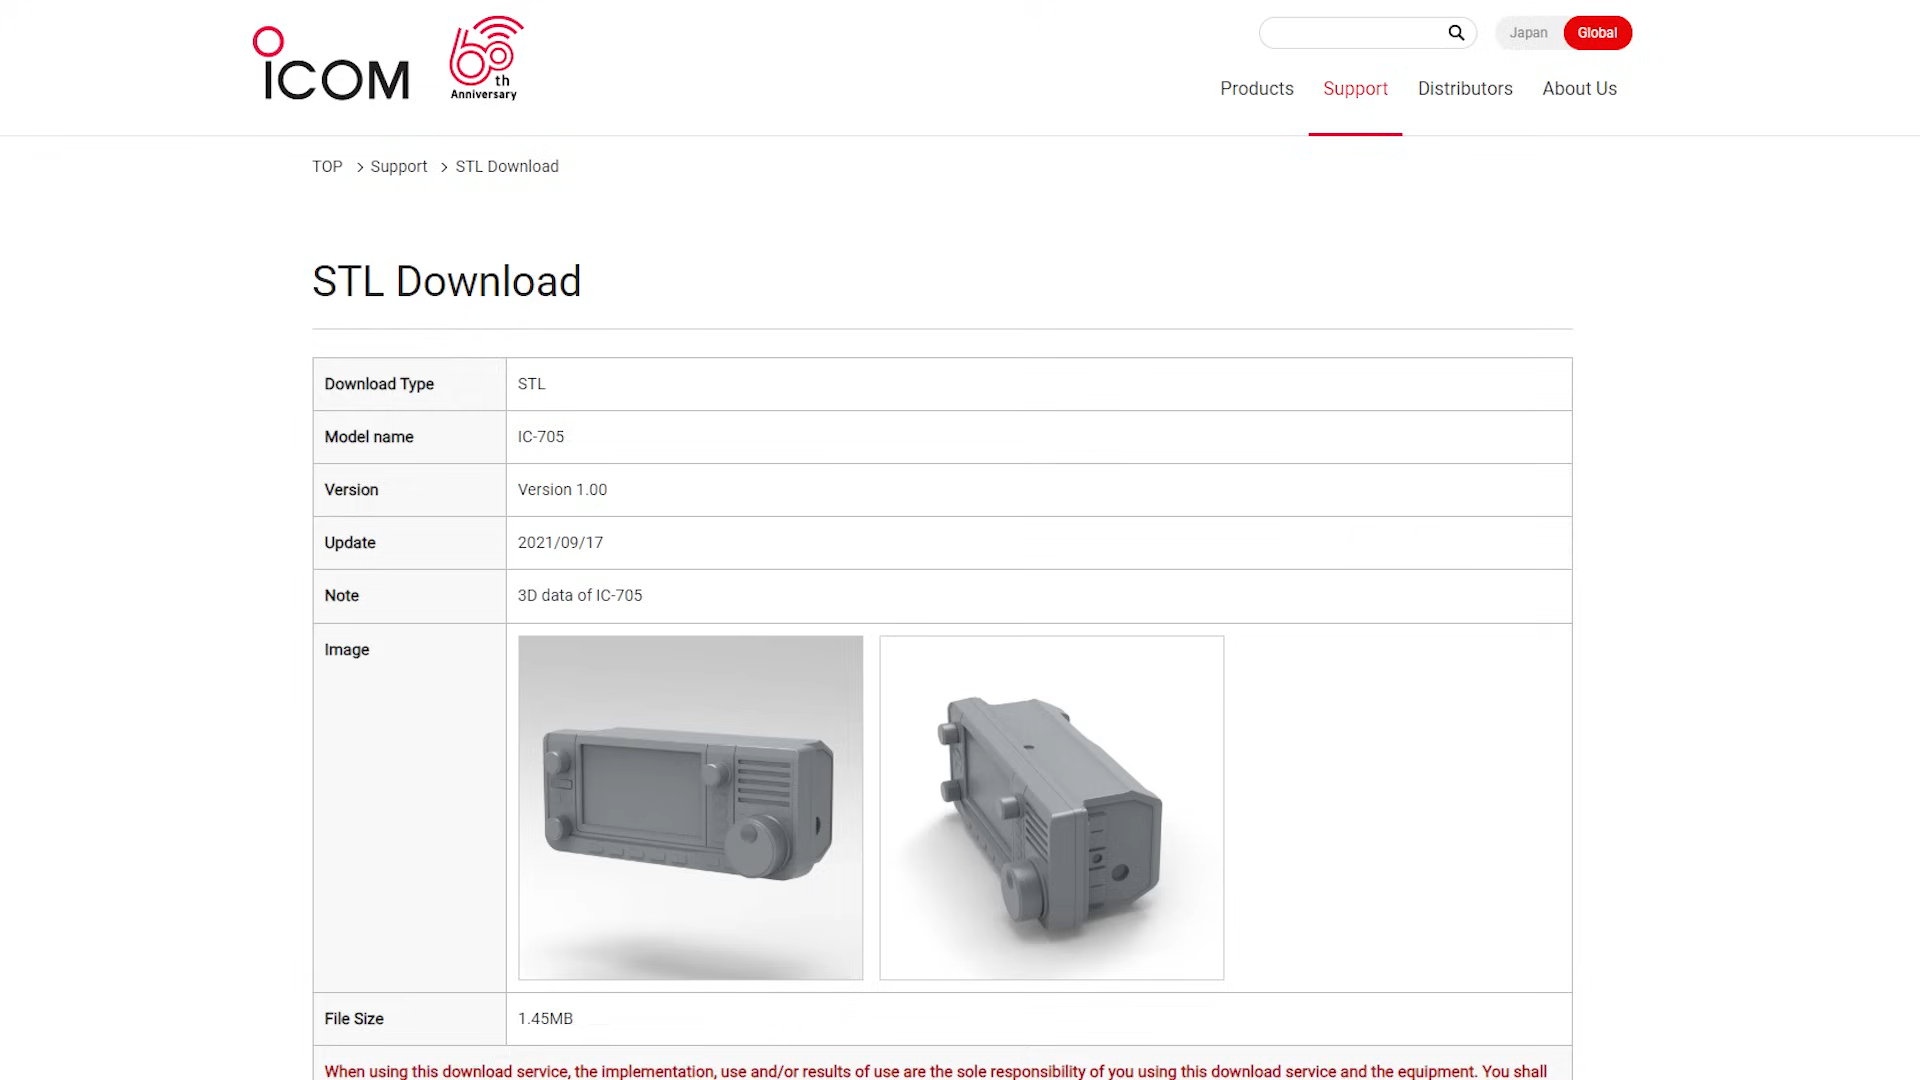 ICOM
60th
Anniversary
Japan
Global
Products
Support
Distributors
About Us
TOP > Support > STL Download
STL Download
Download Type STL
Model name IC-705
Version Version 1.00
Update 2021/09/17
Note 3D data of IC-705
Image
File Size 1.45MB
When using this download service, the implementation, use and/or results of use are the sole responsibility of you using this download service and the equipment. You shall